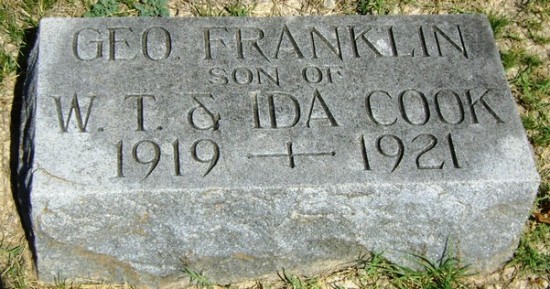 GEO. FRANKLIN
SON OF
W. T. & IDA COOK
1919 + 1921